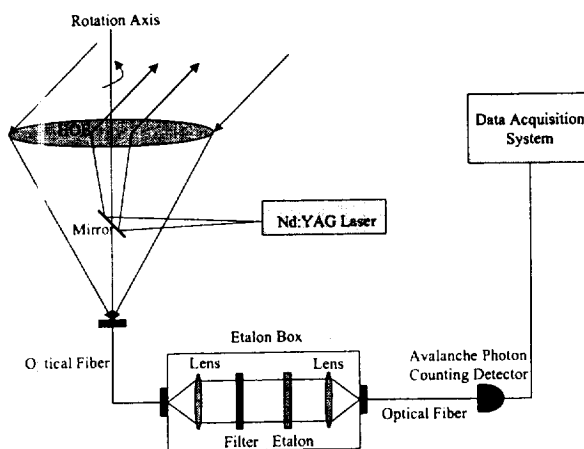 Rotation Axis
HOE
Data Acquisition
System
Nd:YAG Laser
Mirror
Etalon Box
Optical Fiber
Lens
Lens
Avalanche Photon
Counting Detector
Optical Fiber
Filter
Etalon